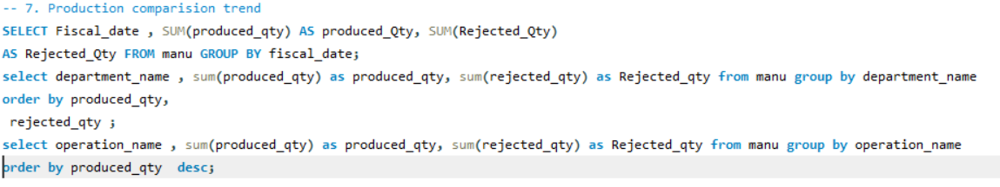 -- 7. Production comparision trend
SELECT Fiscal_date , SUM(produced_qty) AS produced_Qty, SUM(Rejected_Qty)
AS Rejected_Qty FROM manu GROUP BY fiscal_date;
select department_name , sum(produced_qty) as produced_qty, sum(rejected_qty) as Rejected_qty from manu group by department_name
order by produced_qty,
rejected_qty ;
select operation_name , sum(produced_qty) as produced_qty, sum(rejected_qty) as Rejected_qty from manu group by operation_name
order by produced_qty desc;